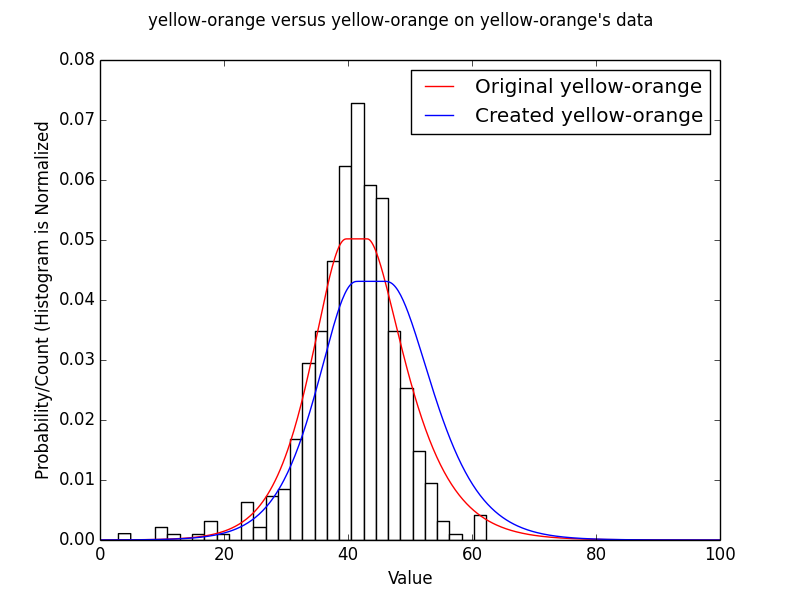 yellow-orange versus yellow-orange on yellow-orange's data
Original yellow-orange
Created yellow-orange
Probability/Count (Histogram is Normalized
0.08
0.07
0.06
0.05
0.04
0.03
0.02
0.01
0.00
0 20 40 60 80 100
Value